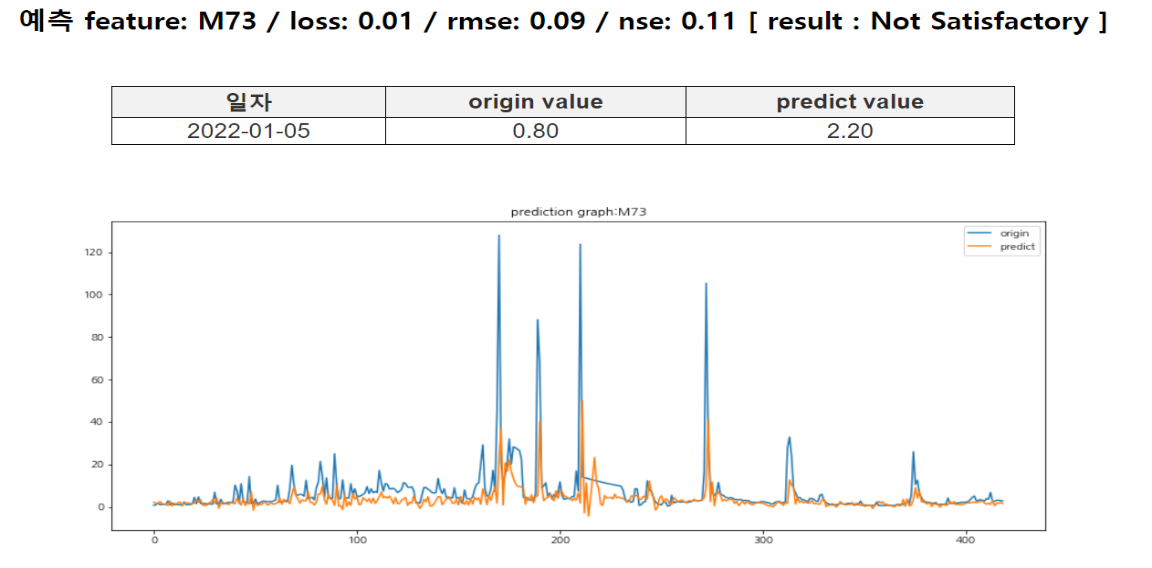 예측 feature: M73 / loss: 0.01 / rmse: 0.09 / nse: 0.11 [ result : Not Satisfactory ]
일자 origin value predict value
2022-01-05 0.80 2.20
prediction graph:M73
origin
predict
120
100
80
60
40
20
0
0 100 200 300 400